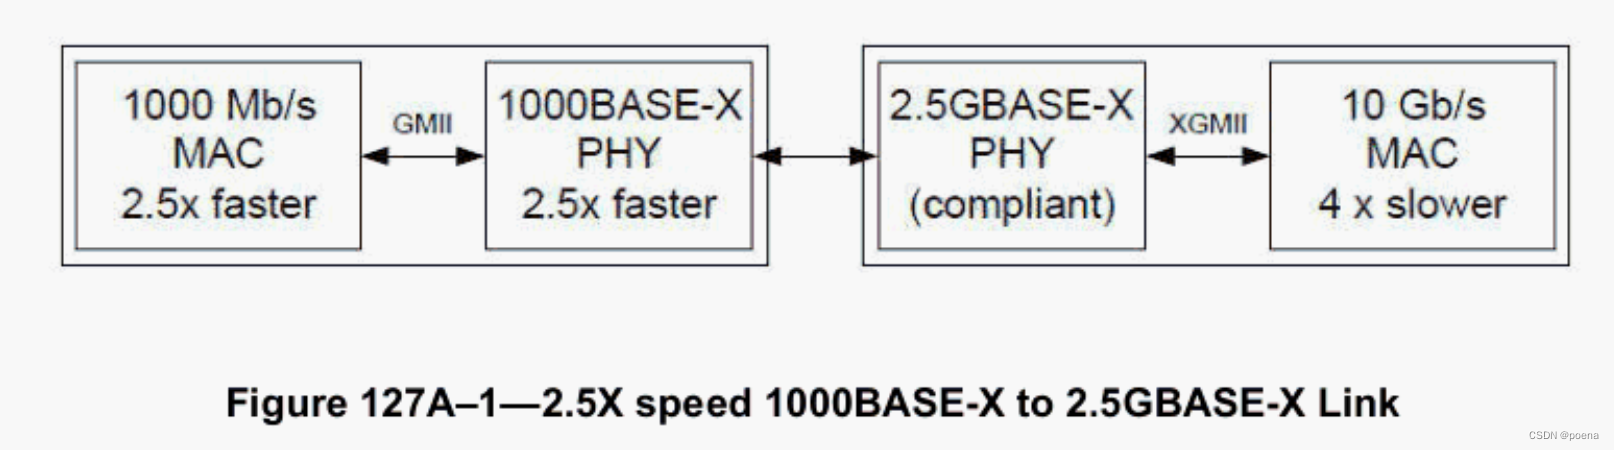 1000 Mb/s
MAC
2.5x faster
GMII
1000BASE-X
PHY
2.5x faster
2.5GBASE-X
PHY
(compliant)
XGMII
10 Gb/s
MAC
4 x slower
Figure 127A–1—2.5X speed 1000BASE-X to 2.5GBASE-X Link
CSDN @poena